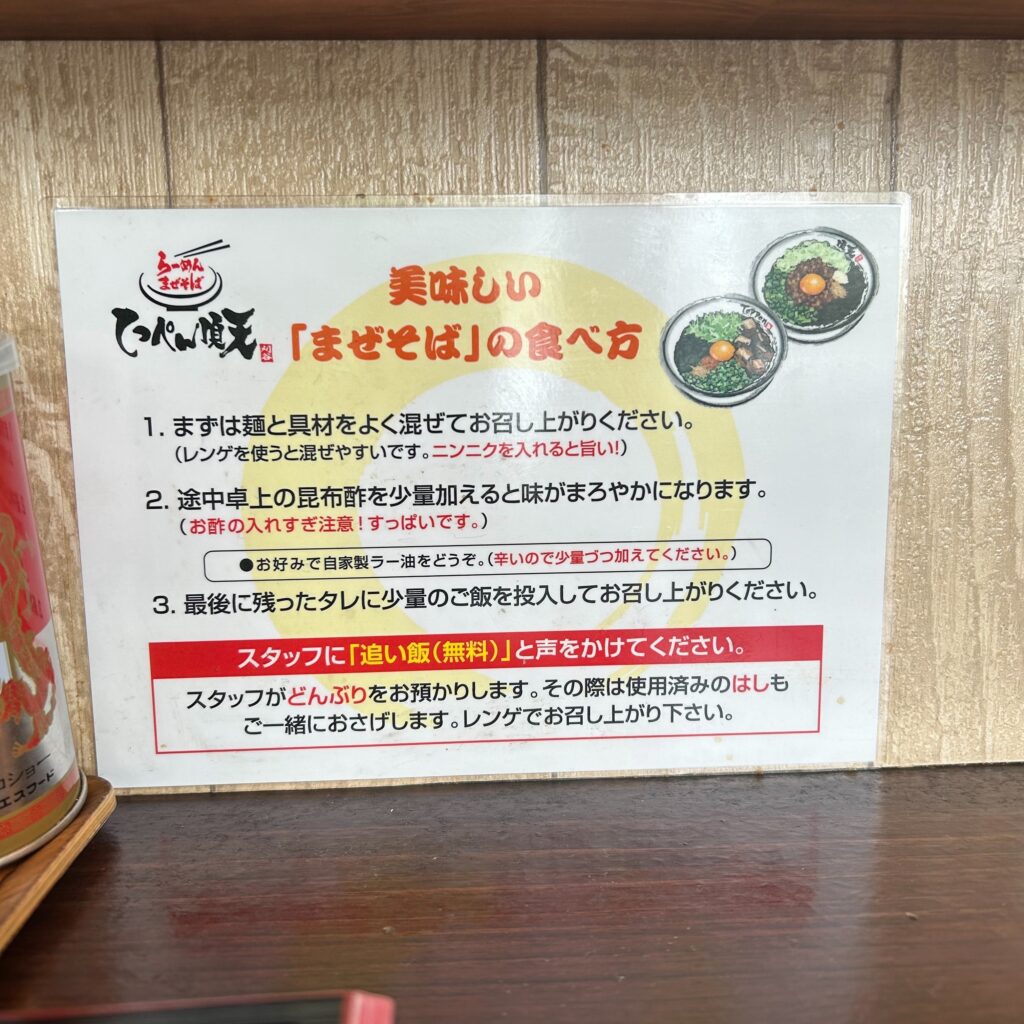 らーめん
まぜそば
てっぺん頂天
刈谷
美味しい
「まぜそば」の食べ方
1. まずは麺と具材をよく混ぜてお召し上がりください。
（レンゲを使うと混ぜやすいです。ニンニクを入れると旨い！）
2. 途中卓上の昆布酢を少量加えると味がまろやかになります。
（お酢の入れすぎ注意！すっぱいです。）
●お好みで自家製ラー油をどうぞ。（辛いので少量づつ加えてください。）
3. 最後に残ったタレに少量のご飯を投入してお召し上がりください。
スタッフに「追い飯（無料）」と声をかけてください。
スタッフがどんぶりをお預かりします。その際は使用済みのはしも
ご一緒におさげします。レンゲでお召し上がり下さい。
コショー
エスフード